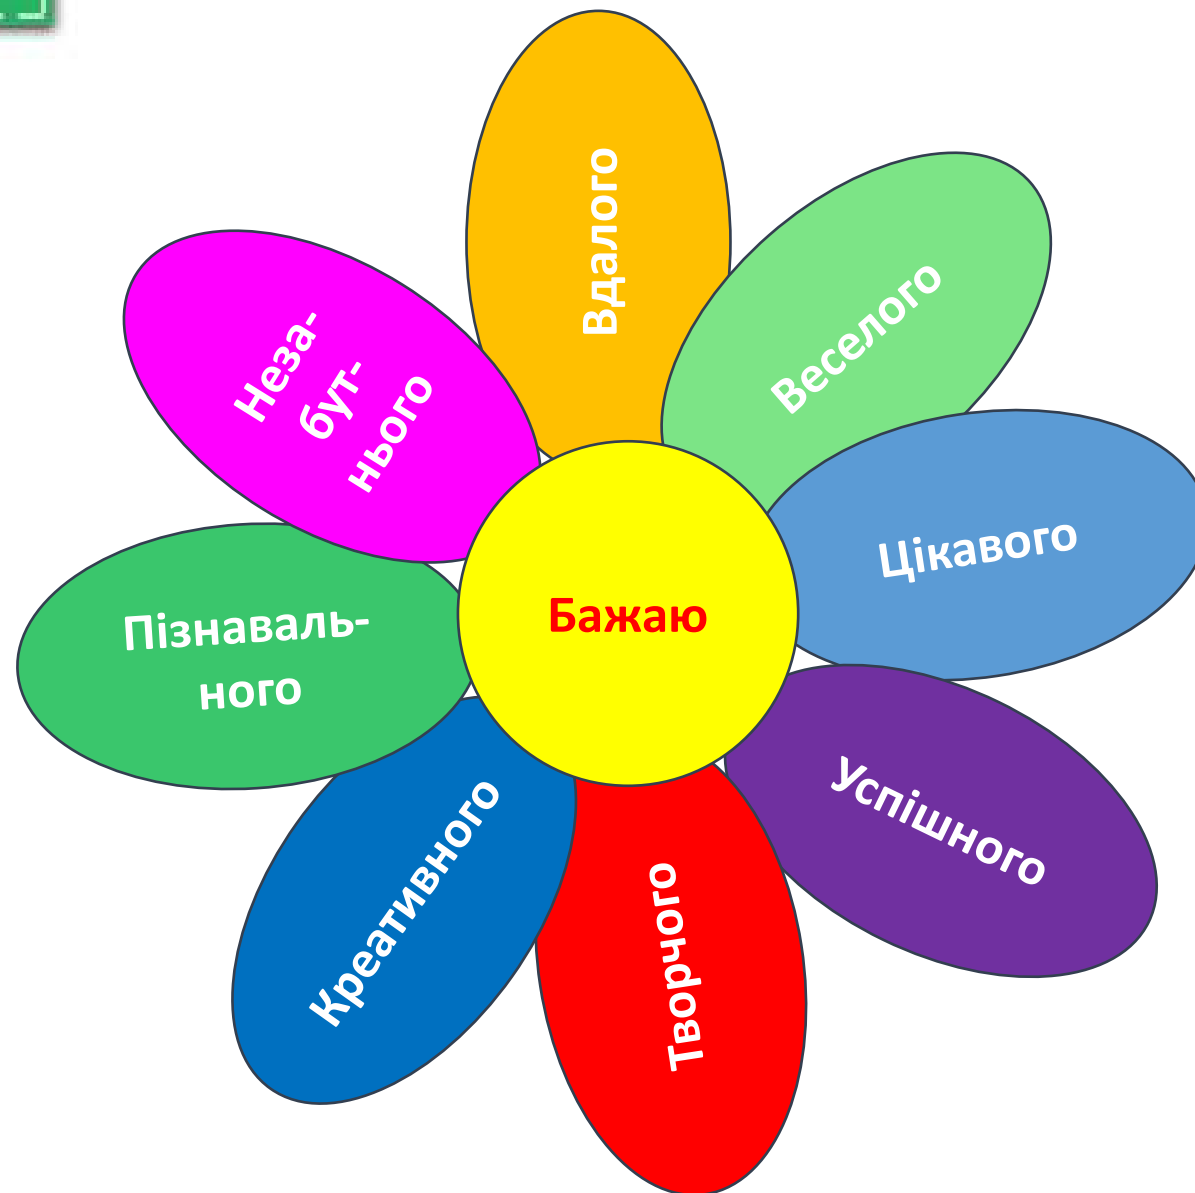 Бажаю
Вдалого
Веселого
Цікавого
Успішного
Творчого
Креативного
Пізнаваль-
ного
Неза-
бут-
нього